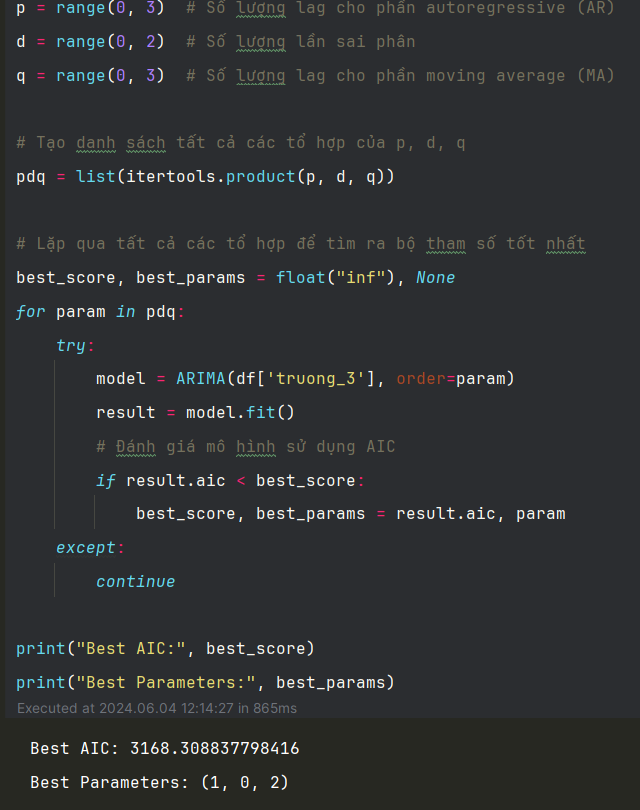 p = range(0, 3)  # Số lượng lag cho phần autoregressive (AR)
d = range(0, 2)  # Số lượng lần sai phân
q = range(0, 3)  # Số lượng lag cho phần moving average (MA)
# Tạo danh sách tất cả các tổ hợp của p, d, q
pdq = list(itertools.product(p, d, q))
# Lặp qua tất cả các tổ hợp để tìm ra bộ tham số tốt nhất
best_score, best_params = float("inf"), None
for param in pdq:
    try:
        model = ARIMA(df['truong_3'], order=param)
        result = model.fit()
        # Đánh giá mô hình sử dụng AIC
        if result.aic < best_score:
            best_score, best_params = result.aic, param
    except:
        continue
print("Best AIC:", best_score)
print("Best Parameters:", best_params)
Executed at 2024.06.04 12:14:27 in 865ms
Best AIC: 3168.308837798416
Best Parameters: (1, 0, 2)